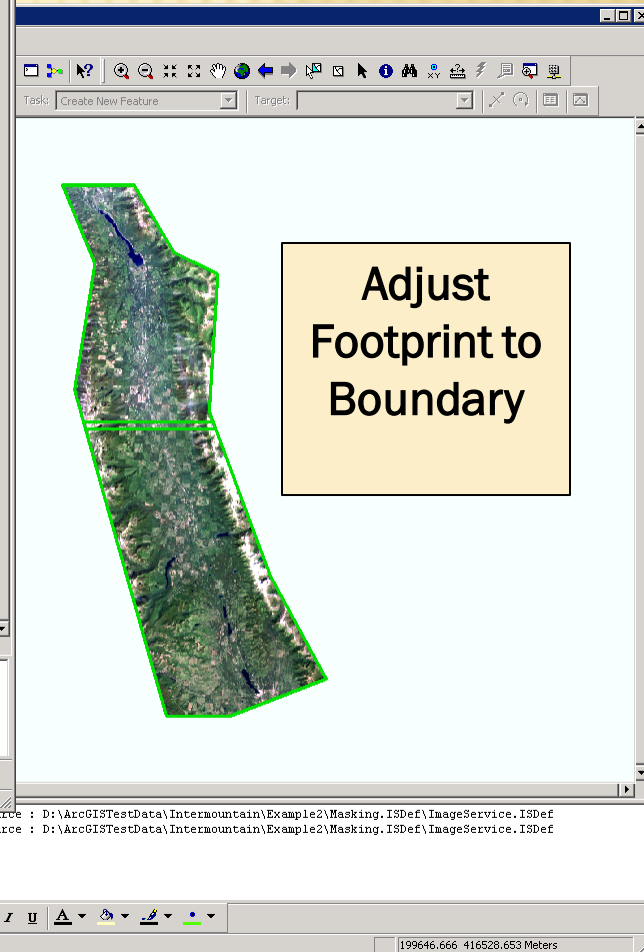 Task: Create New Feature Target:
Adjust
Footprint to
Boundary
rce : D:\ArcGISTestData\Intermountain\Example2\Masking.ISDef\ImageService.ISDef
rce : D:\ArcGISTestData\Intermountain\Example2\Masking.ISDef\ImageService.ISDef
I U A
199646.666 416528.653 Meters